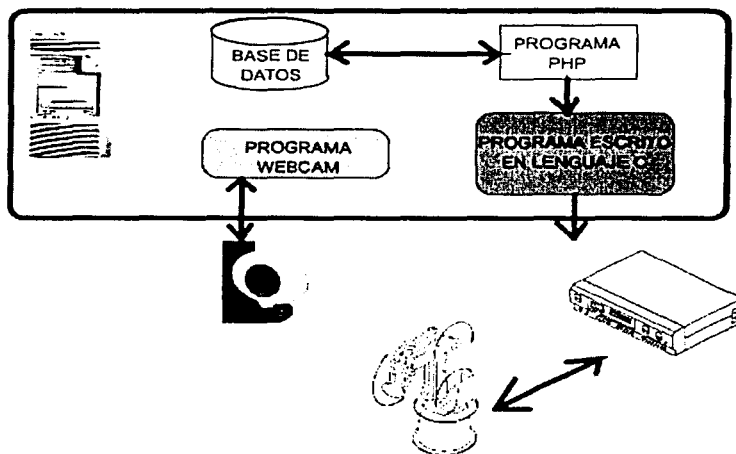 BASE DE
DATOS
PROGRAMA
PHP
PROGRAMA
WEBCAM
PROGRAMA ESCRITO
EN LENGUAJE C